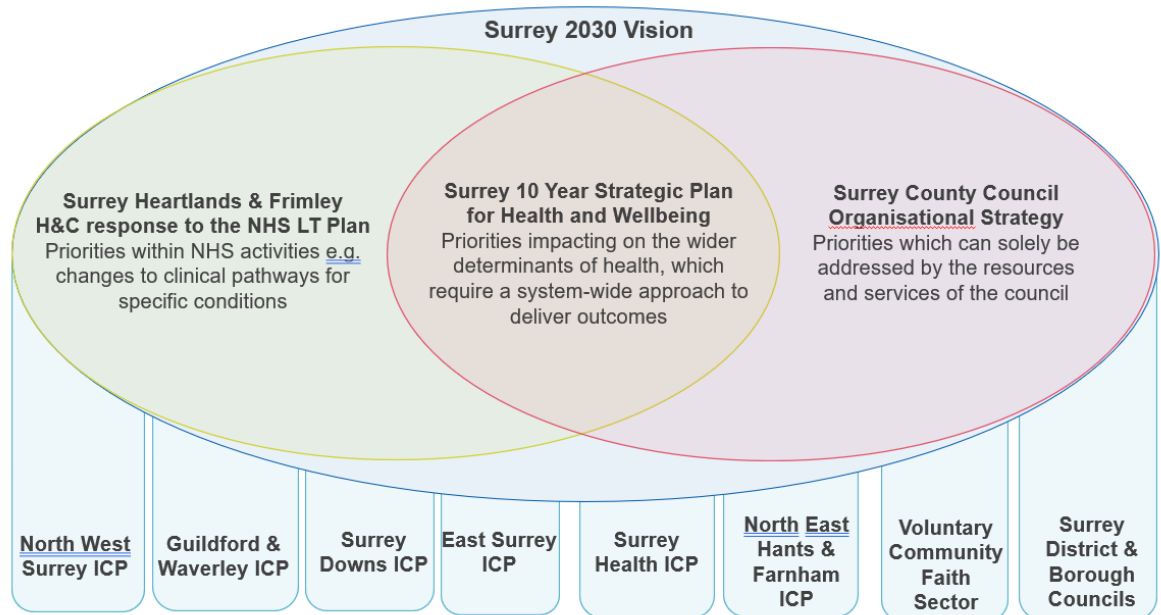 Surrey 2030 Vision
Surrey Heartlands & Frimley
H&C response to the NHS LT Plan
Priorities within NHS activities e.g.
changes to clinical pathways for
specific conditions
Surrey 10 Year Strategic Plan
for Health and Wellbeing
Priorities impacting on the wider
determinants of health, which
require a system-wide approach to
deliver outcomes
Surrey County Council
Organisational Strategy
Priorities which can solely be
addressed by the resources
and services of the council
North West
Surrey ICP
Guildford &
Waverley ICP
Surrey
Downs ICP
East Surrey
ICP
Surrey
Health ICP
North East
Hants &
Farnham
ICP
Voluntary
Community
Faith
Sector
Surrey
District &
Borough
Councils